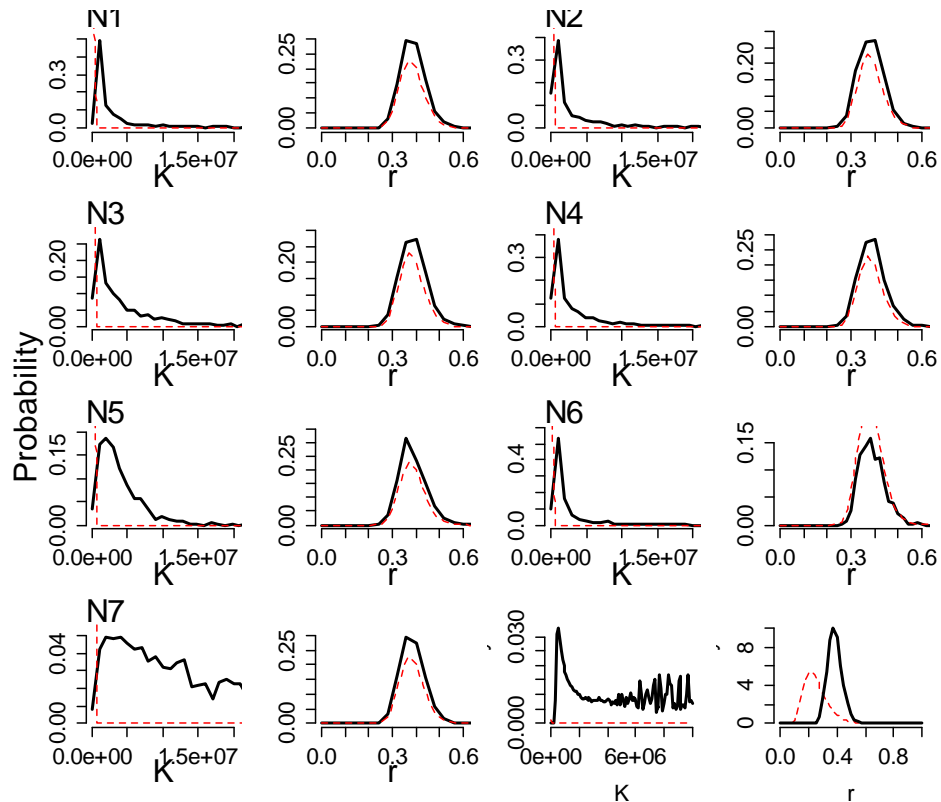 N1
N2
0.0 0.3
0.00 0.25
0.0 0.3
0.00 0.20
0.0e+00 1.5e+07
0.0 0.3 0.6
0.0e+00 1.5e+07
0.0 0.3 0.6
K
r
K
r
N3
N4
0.00 0.20
0.00 0.20
0.0 0.3
0.00 0.25
0.0e+00 1.5e+07
0.0 0.3 0.6
0.0e+00 1.5e+07
0.0 0.3 0.6
K
r
K
r
Probability
N5
N6
0.00 0.15
0.00 0.25
0.0 0.4
0.00 0.15
0.0e+00 1.5e+07
0.0 0.3 0.6
0.0e+00 1.5e+07
0.0 0.3 0.6
K
r
K
r
N7
0.00 0.04
0.00 0.25
0.000 0.030
0 4 8
0.0e+00 1.5e+07
0.0 0.3 0.6
0e+00 6e+06
0.0 0.4 0.8
K
r
K
r